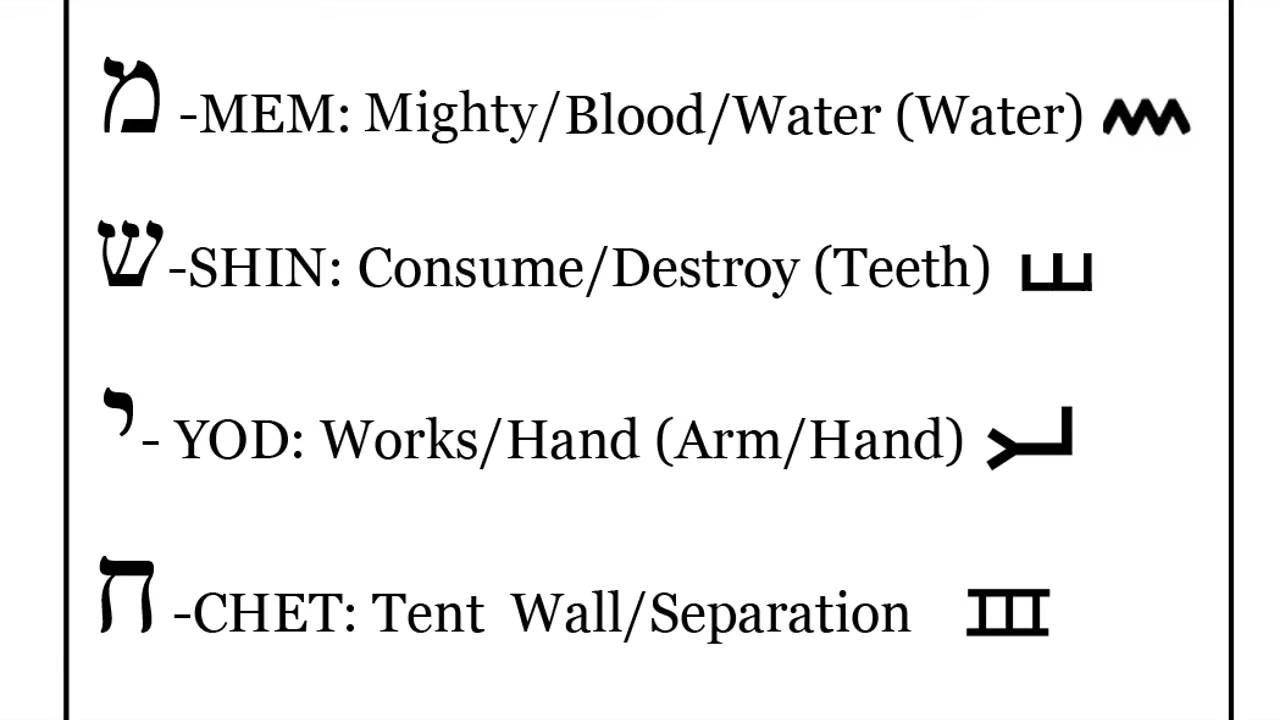 מ -MEM: Mighty/Blood/Water (Water)
ש -SHIN: Consume/Destroy (Teeth)
י - YOD: Works/Hand (Arm/Hand)
ח -CHET: Tent Wall/Separation